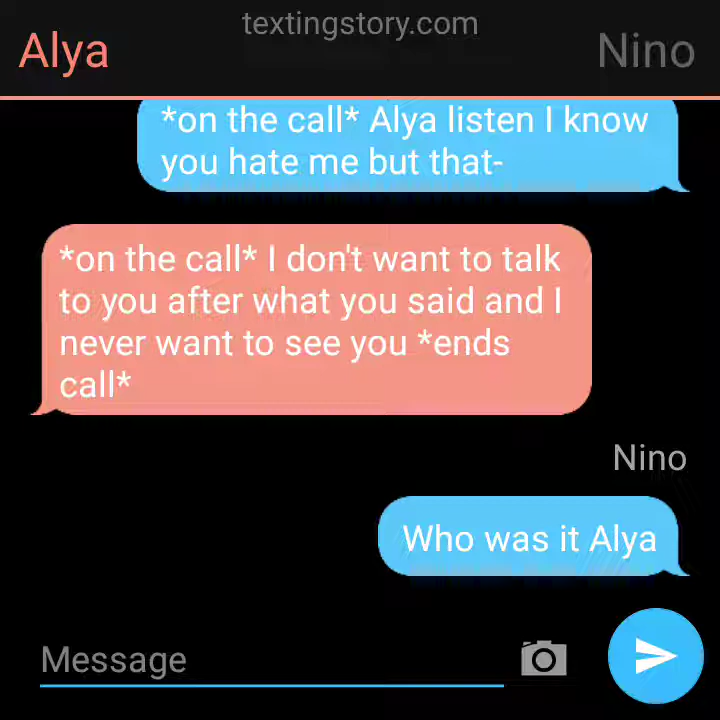 textingstory.com
Alya
Nino
*on the call* Alya listen I know
you hate me but that-
*on the call* I don't want to talk
to you after what you said and I
never want to see you *ends
call*
Nino
Who was it Alya
Message